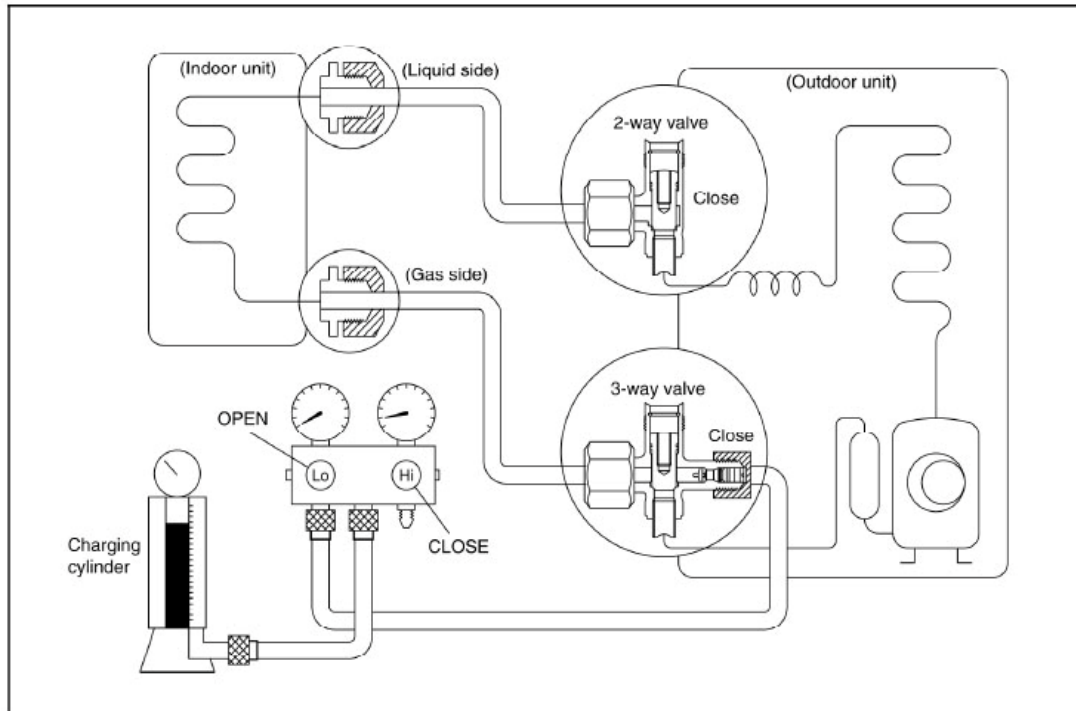 (Indoor unit)
(Liquid side)
(Outdoor unit)
2-way valve
Close
(Gas side)
3-way valve
Close
OPEN
Lo
Hi
CLOSE
Charging
cylinder